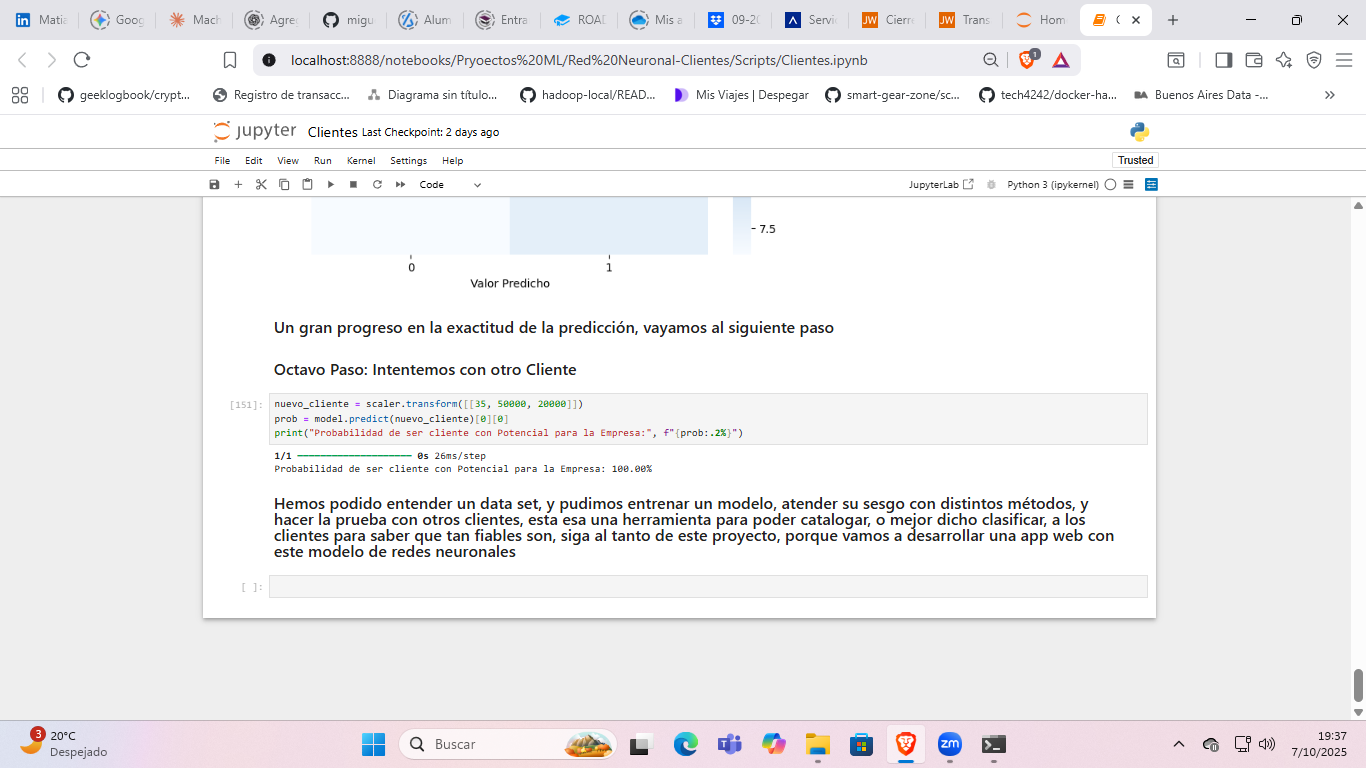 Matia
Goog
Mach
Agreg
migu
Alum
Entra
ROAD
Mis a
09-20
Servic
Cierre
Trans
Hom
C
localhost:8888/notebooks/Pryoectos%20ML/Red%20Neuronal-Clientes/Scripts/Clientes.ipynb
1
geeklogbook/crypt...
Registro de transacc...
Diagrama sin título...
hadoop-local/READ...
Mis Viajes | Despegar
smart-gear-zone/sc...
tech4242/docker-ha...
BA Buenos Aires Data -...
jupyter Clientes Last Checkpoint: 2 days ago
File Edit View Run Kernel Settings Help
Trusted
Code
JupyterLab
Python 3 (ipykernel)
7.5
0 1
Valor Predicho
Un gran progreso en la exactitud de la predicción, vayamos al siguiente paso
Octavo Paso: Intentemos con otro Cliente
[151]:
nuevo_cliente = scaler.transform([[35, 50000, 20000]])
prob = model.predict(nuevo_cliente)[0][0]
print("Probabilidad de ser cliente con Potencial para la Empresa:", f"{prob:.2%}")
1/1 ━━━━━━━━━━━━━━━━━━━━ 0s 26ms/step
Probabilidad de ser cliente con Potencial para la Empresa: 100.00%
Hemos podido entender un data set, y pudimos entrenar un modelo, atender su sesgo con distintos métodos, y
hacer la prueba con otros clientes, esta esa una herramienta para poder catalogar, o mejor dicho clasificar, a los
clientes para saber que tan fiables son, siga al tanto de este proyecto, porque vamos a desarrollar una app web con
este modelo de redes neuronales
[ ]:
3
20°C
Despejado
Buscar
zm
19:37
7/10/2025